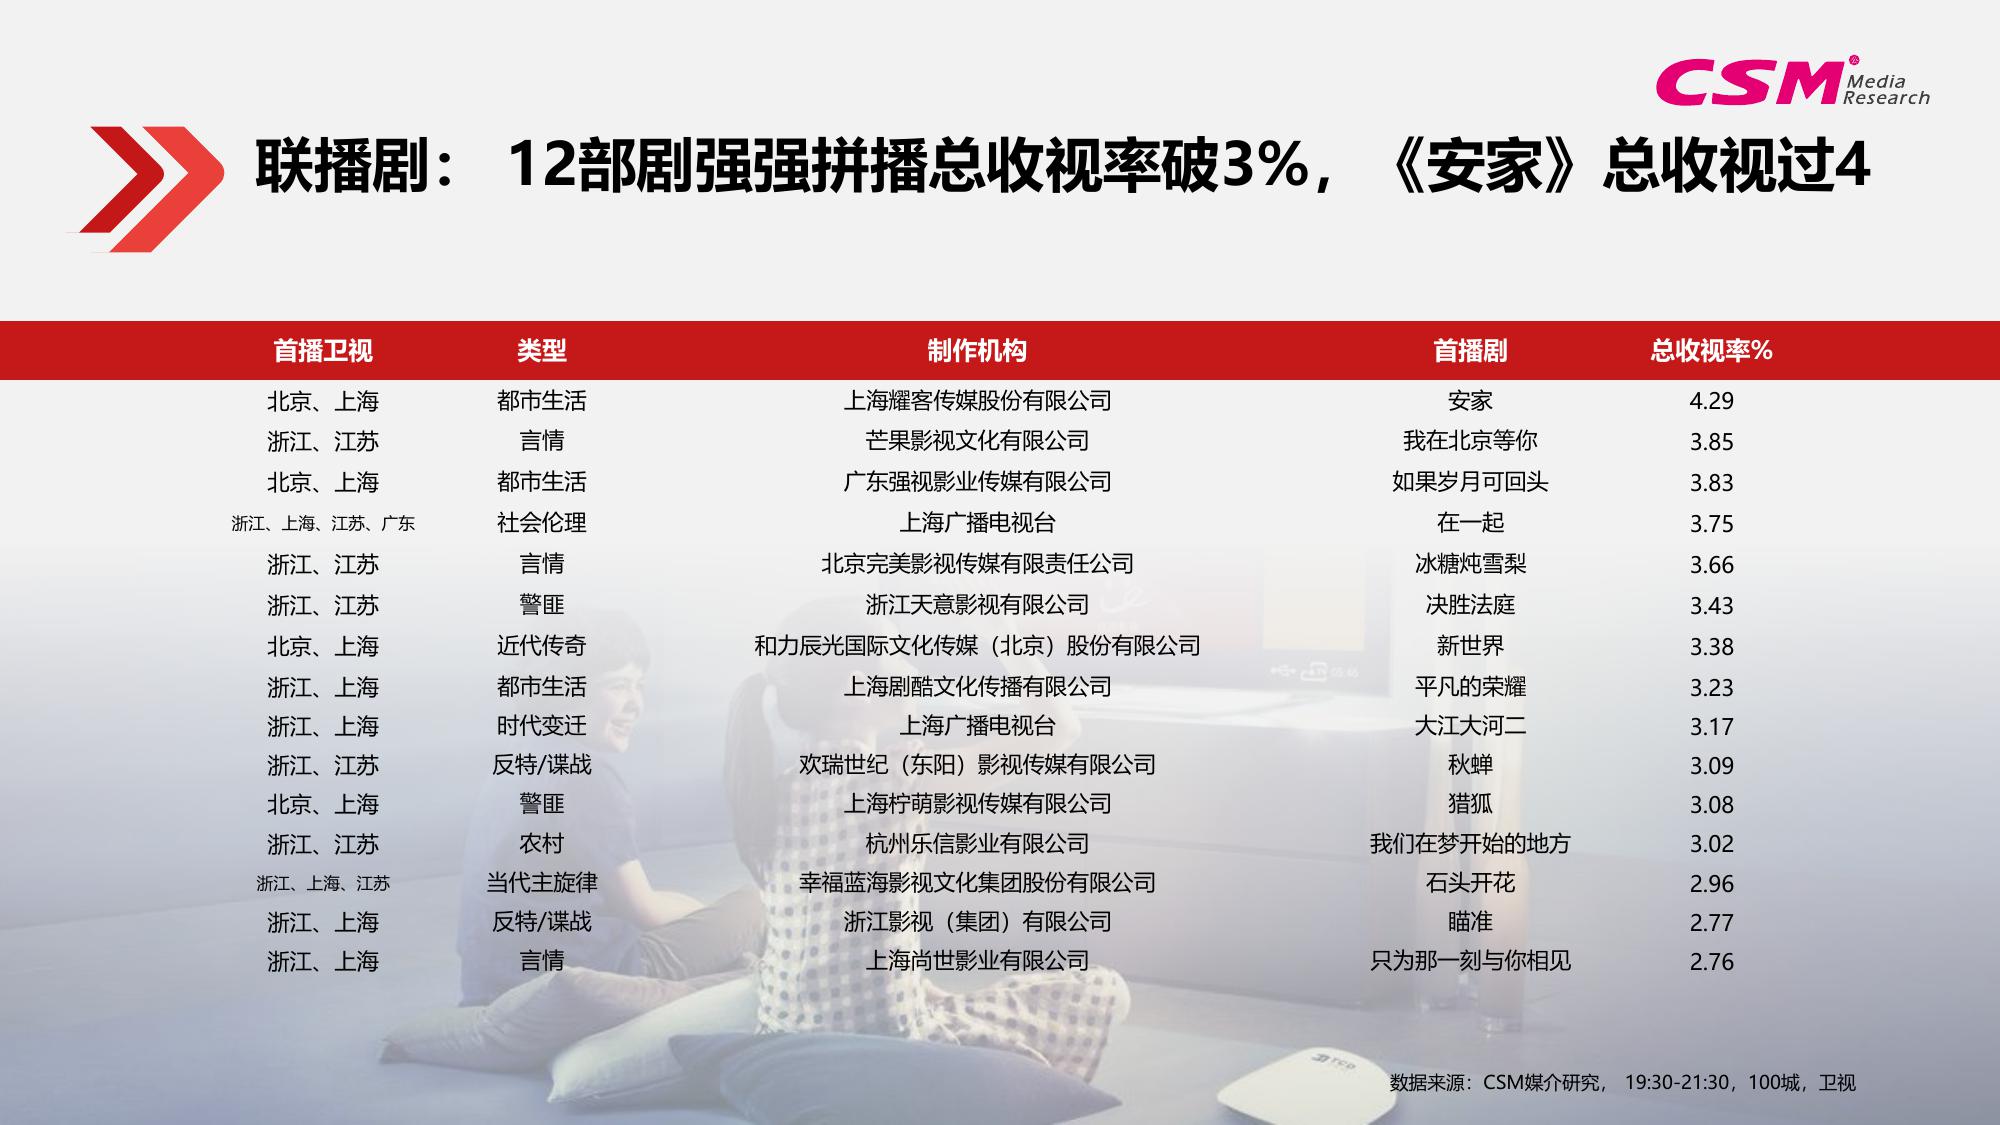 CSM Media
Research
联播剧： 12部剧强强拼播总收视率破3%，《安家》总收视过4
首播卫视 类型 制作机构 首播剧 总收视率%
北京、上海 都市生活 上海耀客传媒股份有限公司 安家 4.29
浙江、江苏 言情 芒果影视文化有限公司 我在北京等你 3.85
北京、上海 都市生活 广东强视影业传媒有限公司 如果岁月可回头 3.83
浙江、上海、江苏、广东 社会伦理 上海广播电视台 在一起 3.75
浙江、江苏 言情 北京完美影视传媒有限责任公司 冰糖炖雪梨 3.66
浙江、江苏 警匪 浙江天意影视有限公司 决胜法庭 3.43
北京、上海 近代传奇 和力辰光国际文化传媒（北京）股份有限公司 新世界 3.38
浙江、上海 都市生活 上海剧酷文化传播有限公司 平凡的荣耀 3.23
浙江、上海 时代变迁 上海广播电视台 大江大河二 3.17
浙江、江苏 反特/谍战 欢瑞世纪（东阳）影视传媒有限公司 秋蝉 3.09
北京、上海 警匪 上海柠萌影视传媒有限公司 猎狐 3.08
浙江、江苏 农村 杭州乐信影业有限公司 我们在梦开始的地方 3.02
浙江、上海、江苏 当代主旋律 幸福蓝海影视文化集团股份有限公司 石头开花 2.96
浙江、上海 反特/谍战 浙江影视（集团）有限公司 瞄准 2.77
浙江、上海 言情 上海尚世影业有限公司 只为那一刻与你相见 2.76
数据来源：CSM媒介研究， 19:30-21:30，100城，卫视